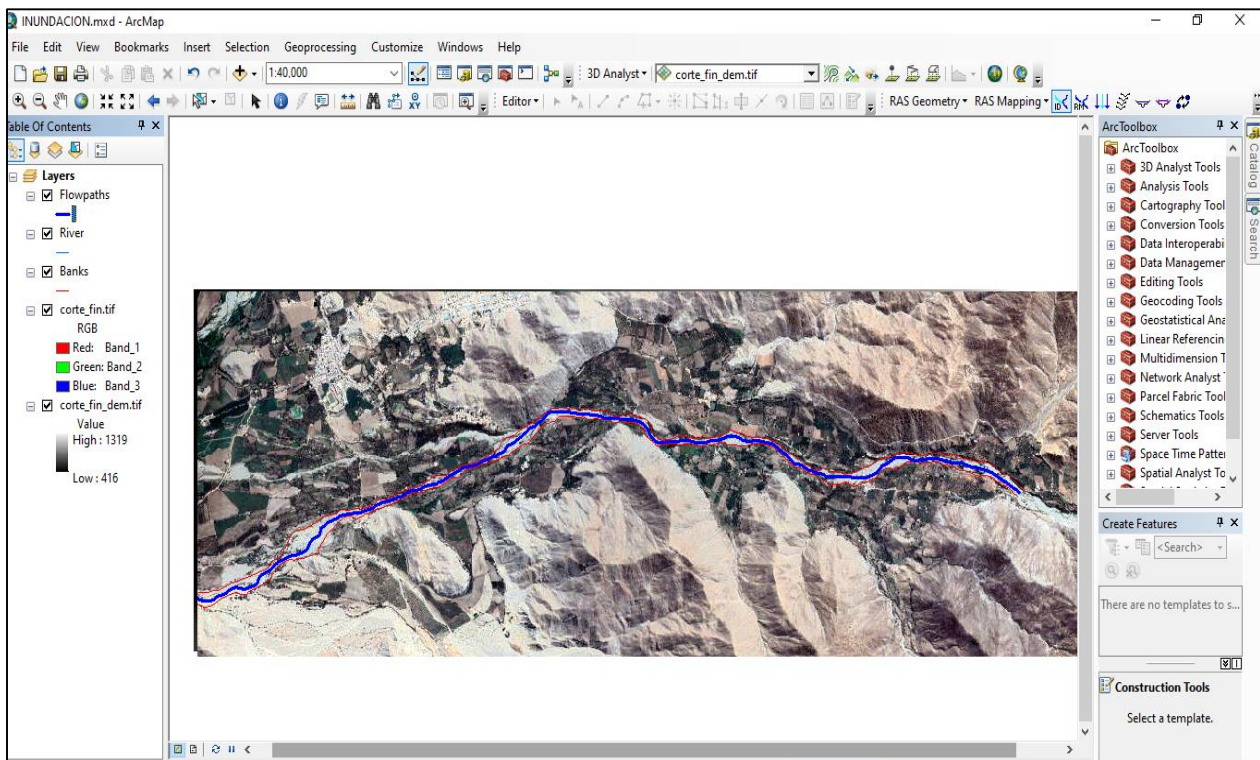 INUNDACION.mxd - ArcMap
File Edit View Bookmarks Insert Selection Geoprocessing Customize Windows Help
1:40,000
3D Analyst
corte_fin_dem.tif
Editor
RAS Geometry
RAS Mapping
Table Of Contents
Layers
Flowpaths
River
Banks
corte_fin.tif
RGB
Red: Band_1
Green: Band_2
Blue: Band_3
corte_fin_dem.tif
Value
High : 1319
Low : 416
ArcToolbox
ArcToolbox
3D Analyst Tools
Analysis Tools
Cartography Tool
Conversion Tools
Data Interoperabi
Data Managemer
Editing Tools
Geocoding Tools
Geostatistical Ana
Linear Referencin
Multidimension T
Network Analyst
Parcel Fabric Tool
Schematics Tools
Server Tools
Space Time Patter
Spatial Analyst To
Catalog
Search
Create Features
<Search>
There are no templates to s...
Construction Tools
Select a template.